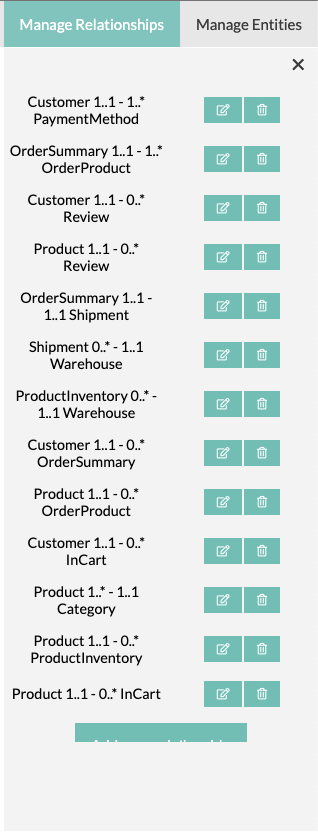 Manage Relationships
Manage Entities
Customer 1..1 - 1..*
PaymentMethod
OrderSummary 1..1 - 1..*
OrderProduct
Customer 1..1 - 0..*
Review
Product 1..1 - 0..*
Review
OrderSummary 1..1 -
1..1 Shipment
Shipment 0..* - 1..1
Warehouse
ProductInventory 0..* -
1..1 Warehouse
Customer 1..1 - 0..*
OrderSummary
Product 1..1 - 0..*
OrderProduct
Customer 1..1 - 0..*
InCart
Product 1..* - 1..1
Category
Product 1..1 - 0..*
ProductInventory
Product 1..1 - 0..* InCart